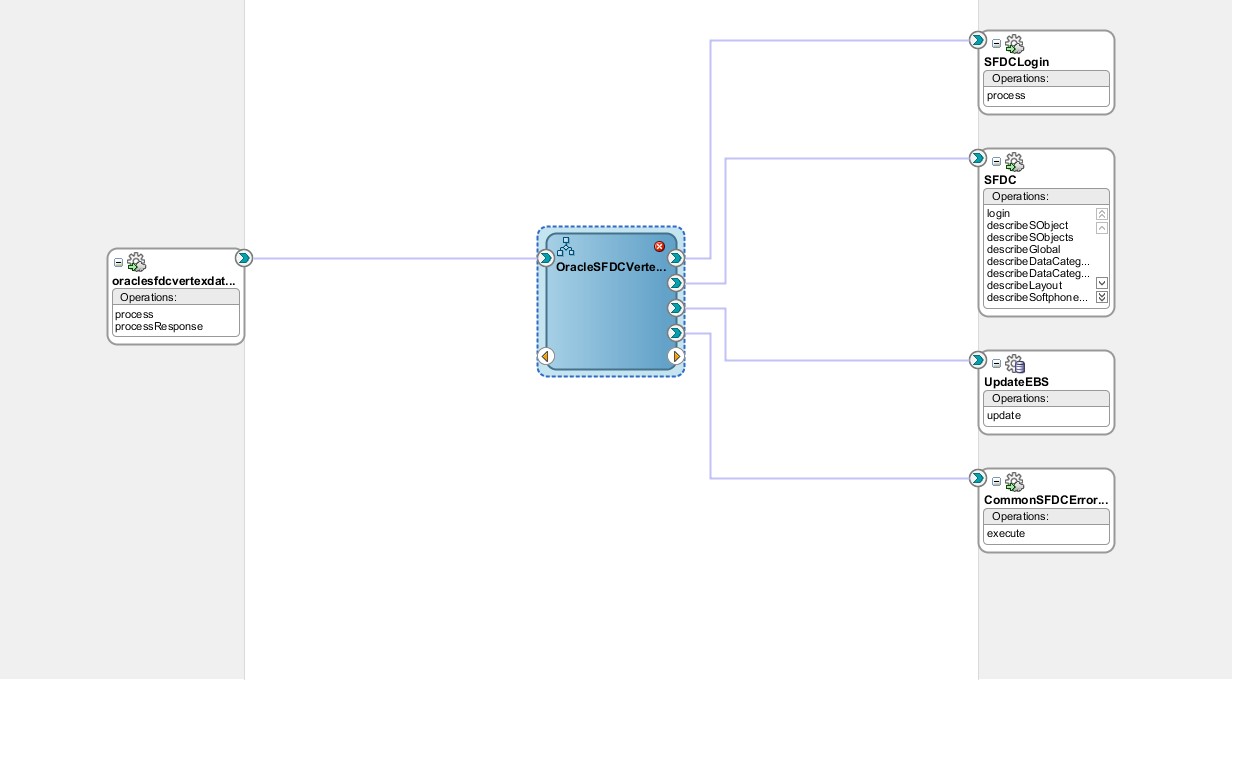 oraclesfdcvertexdat...
Operations:
process
processResponse
OracleSFDCVerte...
SFDCLogin
Operations:
process
SFDC
Operations:
login
describeSObject
describeSObjects
describeGlobal
describeDataCateg...
describeDataCateg...
describeLayout
describeSoftphone...
UpdateEBS
Operations:
update
CommonSFDCError...
Operations:
execute